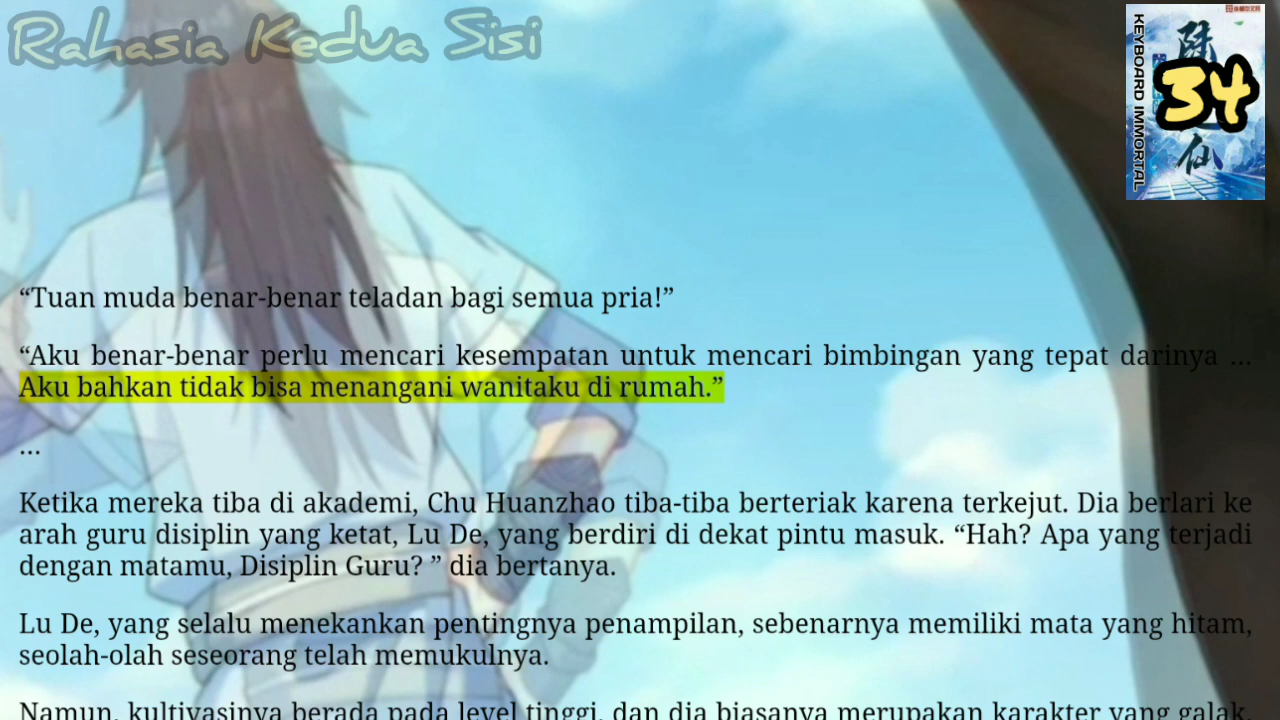 Rahasia Kedua Sisi
KEYBOARD IMMORTAL
陆
仙
34
“Tuan muda benar-benar teladan bagi semua pria!”
“Aku benar-benar perlu mencari kesempatan untuk mencari bimbingan yang tepat darinya ...
Aku bahkan tidak bisa menangani wanitaku di rumah.”
...
Ketika mereka tiba di akademi, Chu Huanzhao tiba-tiba berteriak karena terkejut. Dia berlari ke
arah guru disiplin yang ketat, Lu De, yang berdiri di dekat pintu masuk. “Hah? Apa yang terjadi
dengan matamu, Disiplin Guru? ” dia bertanya.
Lu De, yang selalu menekankan pentingnya penampilan, sebenarnya memiliki mata yang hitam,
seolah-olah seseorang telah memukulnya.
Namun, kultivasinya berada pada level tinggi, dan dia biasanya merupakan karakter yang galak.